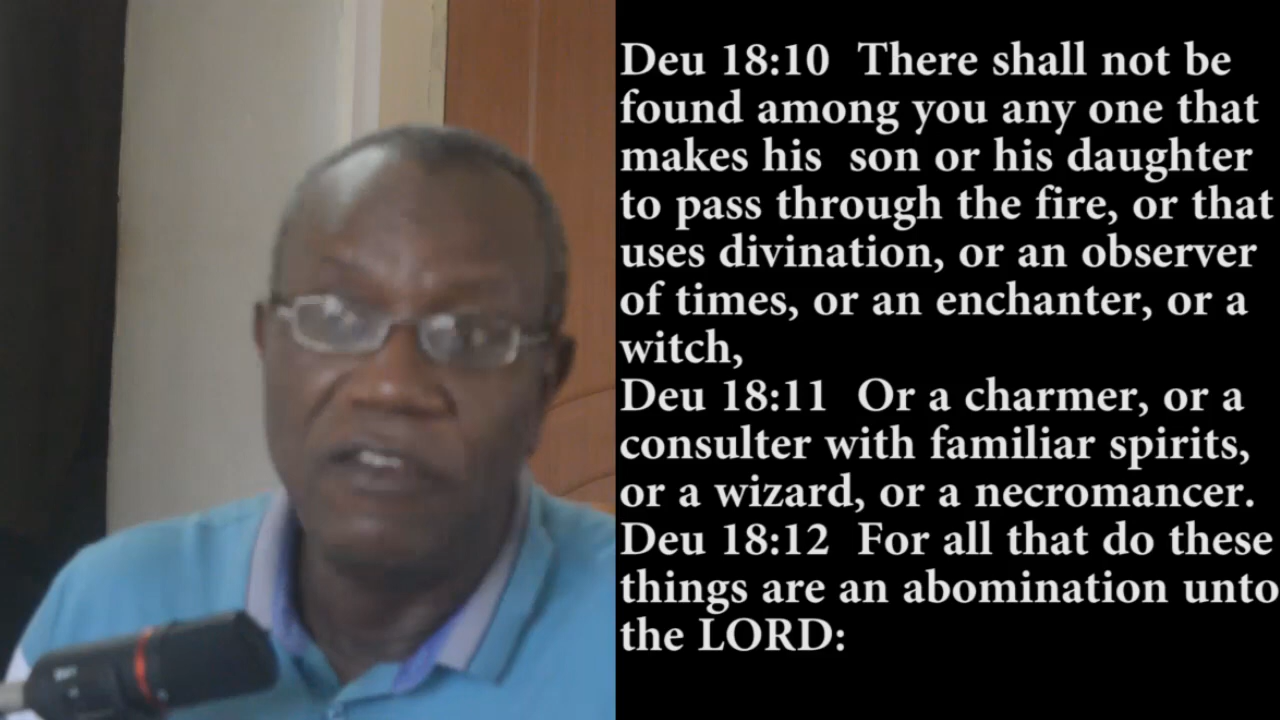 Deu 18:10  There shall not be
found among you any one that
makes his  son or his daughter
to pass through the fire, or that
uses divination, or an observer
of times, or an enchanter, or a
witch,
Deu 18:11  Or a charmer, or a
consulter with familiar spirits,
or a wizard, or a necromancer.
Deu 18:12  For all that do these
things are an abomination unto
the LORD: